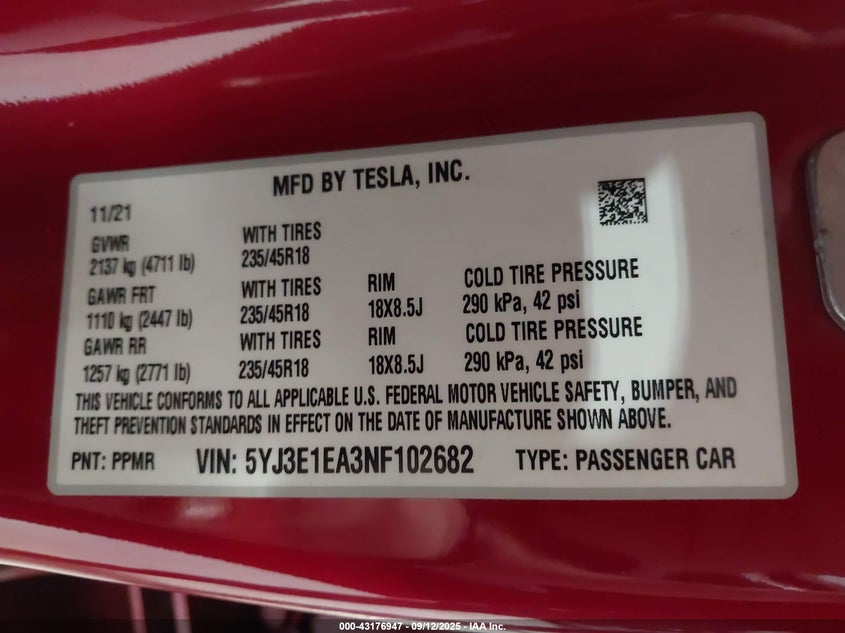 MFD BY TESLA, INC.
11/21
GVWR WITH TIRES
2137 kg (4711 lb) 235/45R18
GAWR FRT WITH TIRES RIM COLD TIRE PRESSURE
1110 kg (2447 lb) 235/45R18 18X8.5J 290 kPa, 42 psi
GAWR RR WITH TIRES RIM COLD TIRE PRESSURE
1257 kg (2771 lb) 235/45R18 18X8.5J 290 kPa, 42 psi
THIS VEHICLE CONFORMS TO ALL APPLICABLE U.S. FEDERAL MOTOR VEHICLE SAFETY, BUMPER, AND
THEFT PREVENTION STANDARDS IN EFFECT ON THE DATE OF MANUFACTURE SHOWN ABOVE.
PNT: PPMR VIN: 5YJ3E1EA3NF102682 TYPE: PASSENGER CAR
000-43176947 - 09/12/2025 - IAA Inc.